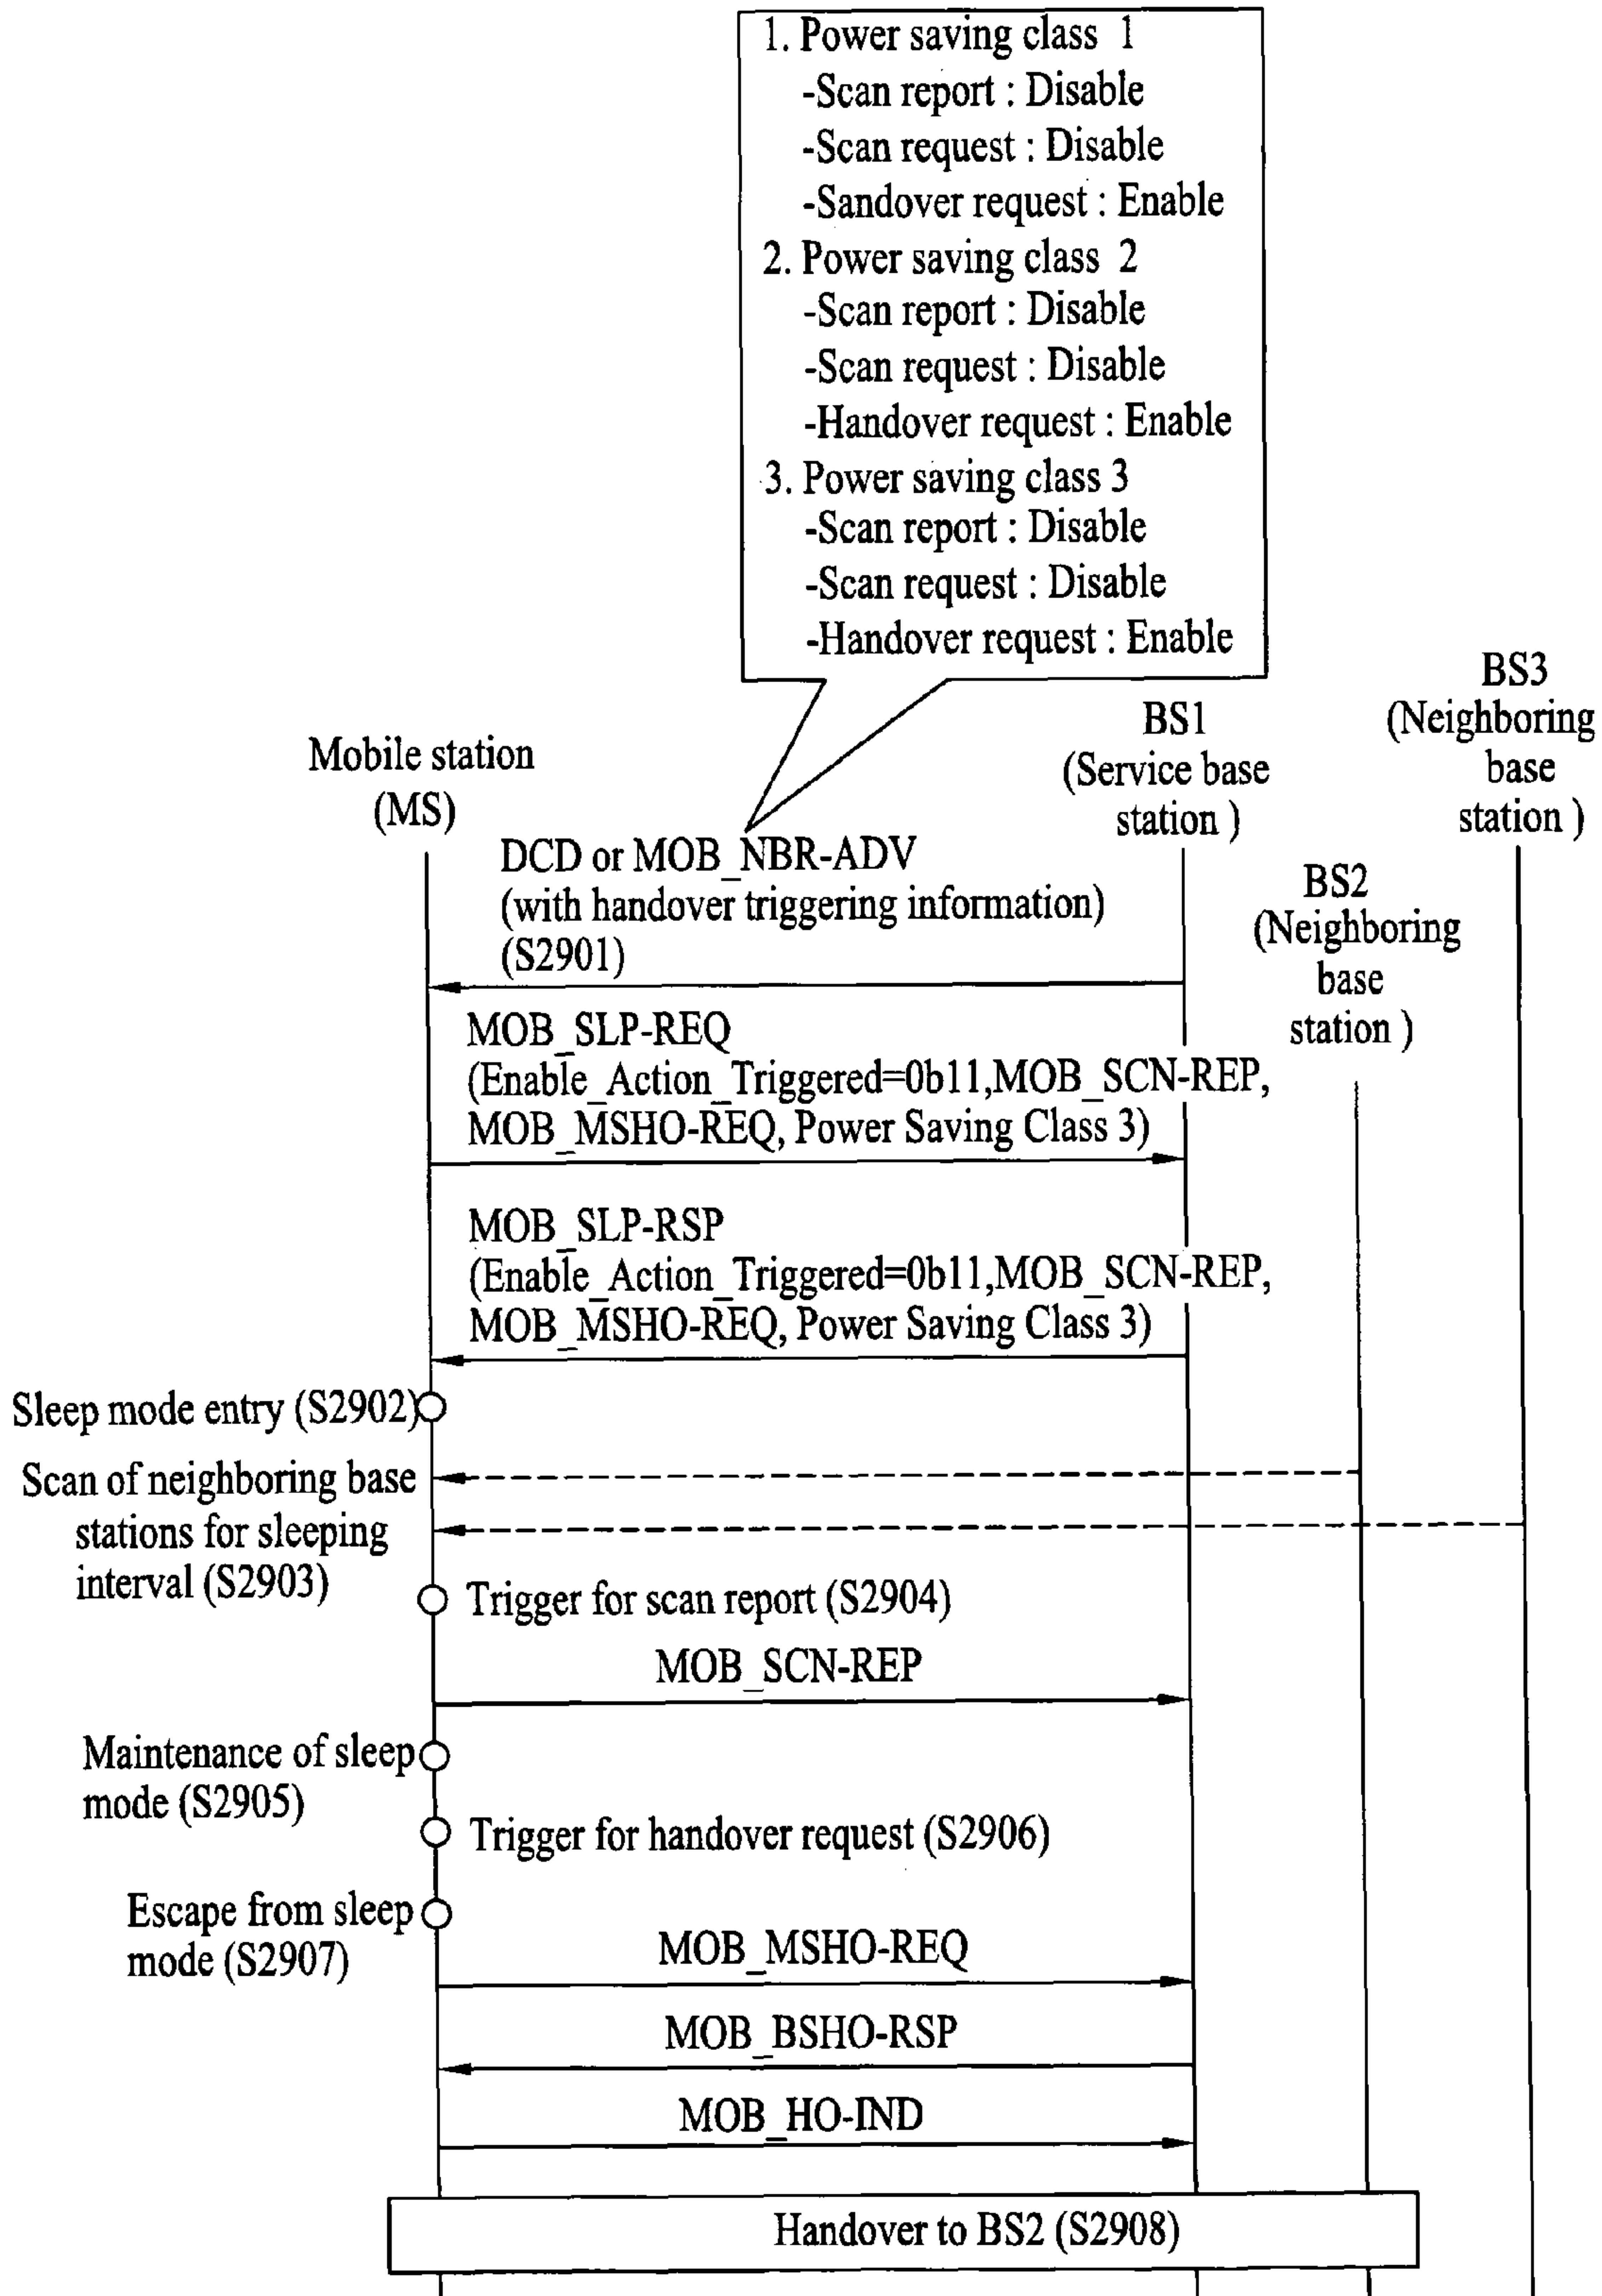 1. Power saving class 1
-Scan report : Disable
-Scan request : Disable
-Sandover request : Enable
2. Power saving class 2
-Scan report : Disable
-Scan request : Disable
-Handover request : Enable
3. Power saving class 3
-Scan report : Disable
-Scan request : Disable
-Handover request : Enable
Mobile station
(MS)
BS1
(Service base
station )
BS3
(Neighboring
base
station )
BS2
(Neighboring
base
station )
DCD or MOB_NBR-ADV
(with handover triggering information)
(S2901)
MOB_SLP-REQ
(Enable_Action_Triggered=0b11,MOB_SCN-REP,
MOB_MSHO-REQ, Power Saving Class 3)
MOB_SLP-RSP
(Enable_Action_Triggered=0b11,MOB_SCN-REP,
MOB_MSHO-REQ, Power Saving Class 3)
Sleep mode entry (S2902)
Scan of neighboring base
stations for sleeping
interval (S2903)
Trigger for scan report (S2904)
MOB_SCN-REP
Maintenance of sleep
mode (S2905)
Trigger for handover request (S2906)
Escape from sleep
mode (S2907)
MOB_MSHO-REQ
MOB_BSHO-RSP
MOB_HO-IND
Handover to BS2 (S2908)